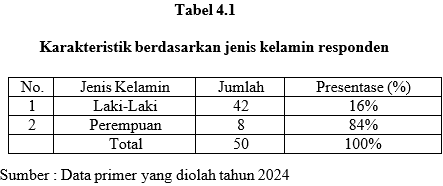 Tabel 4.1
Karakteristik berdasarkan jenis kelamin responden
No. Jenis Kelamin Jumlah Presentase (%)
1 Laki-Laki 42 16%
2 Perempuan 8 84%
Total 50 100%
Sumber : Data primer yang diolah tahun 2024